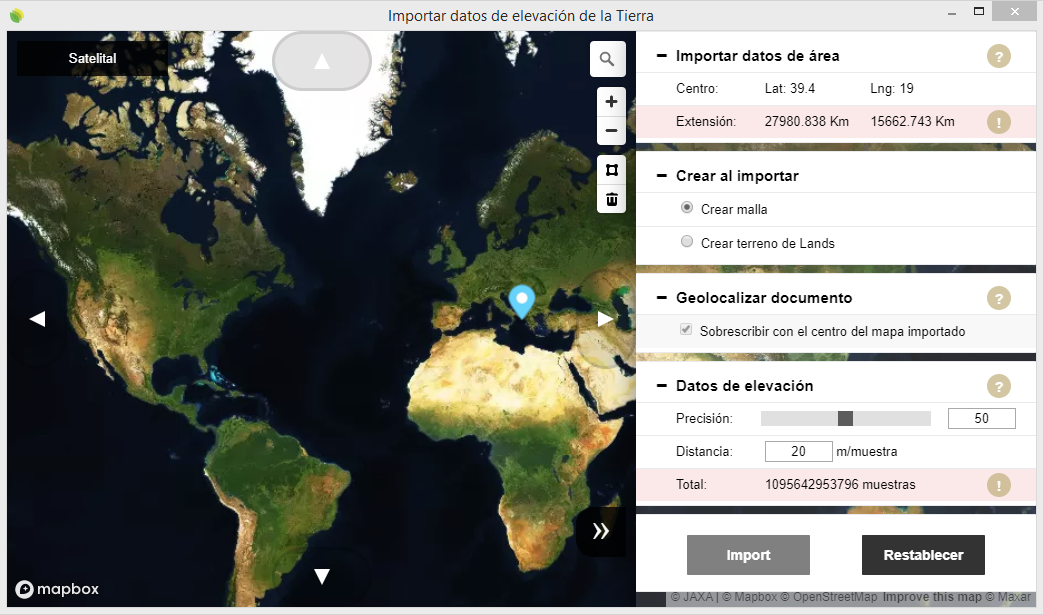 Importar datos de elevación de la Tierra
Satelital
Importar datos de área
?
Centro: Lat: 39.4 Lng: 19
Extensión: 27980.838 Km 15662.743 Km
!
Crear al importar
Crear malla
Crear terreno de Lands
Geolocalizar documento
?
Sobrescribir con el centro del mapa importado
Datos de elevación
?
Precisión: 50
Distancia: 20 m/muestra
Total: 1095642953796 muestras
!
Import Restablecer
mapbox
© JAXA | © Mapbox © OpenStreetMap Improve this map © Maxar